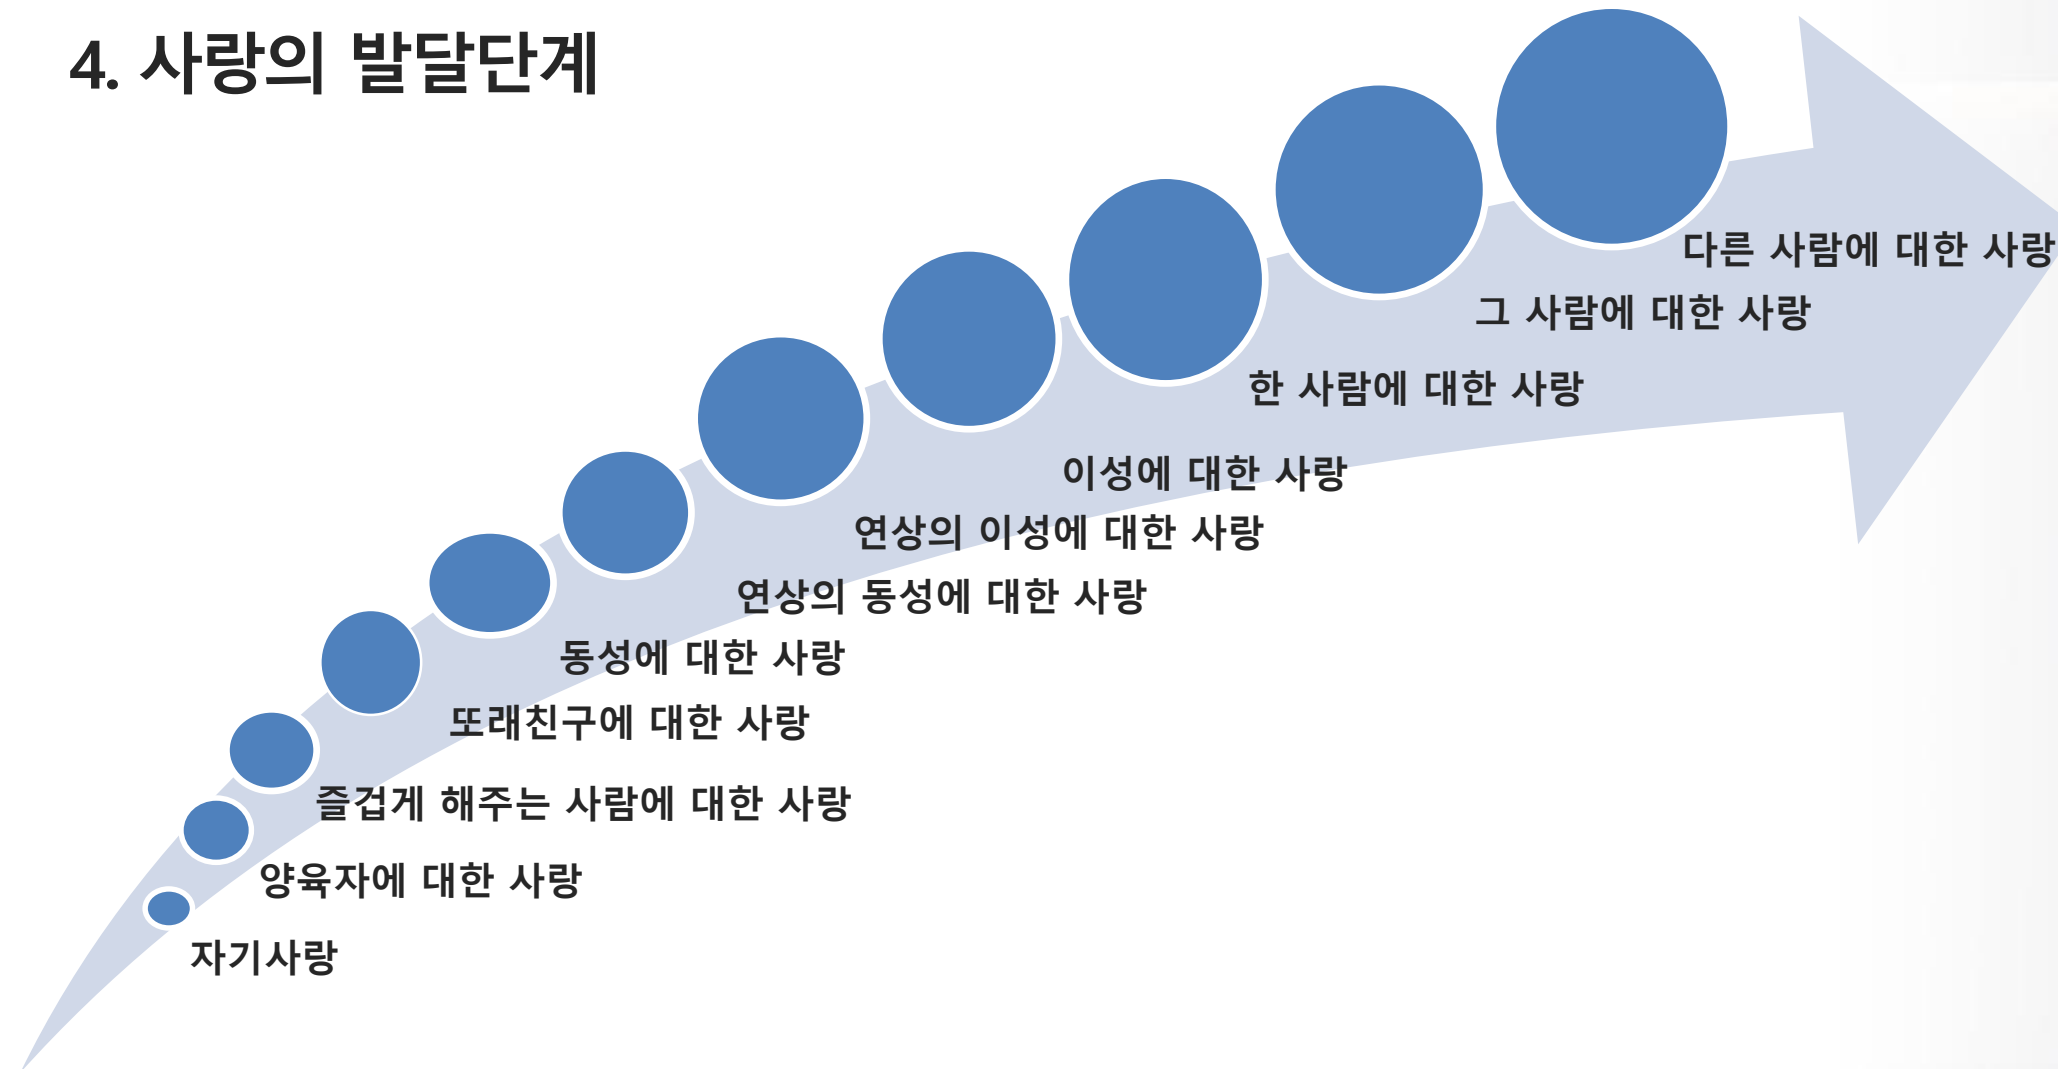 4. 사랑의 발달단계
다른 사람에 대한 사랑
그 사람에 대한 사랑
한 사람에 대한 사랑
이성에 대한 사랑
연상의 이성에 대한 사랑
연상의 동성에 대한 사랑
동성에 대한 사랑
또래친구에 대한 사랑
즐겁게 해주는 사람에 대한 사랑
양육자에 대한 사랑
자기사랑